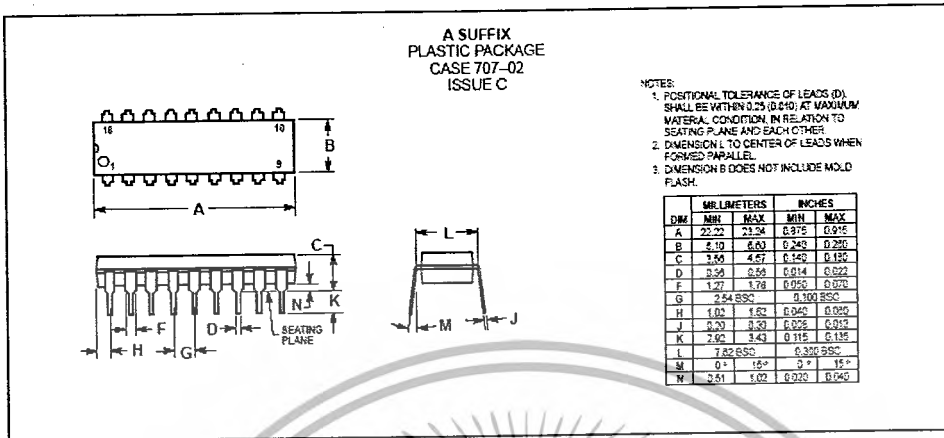 A SUFFIX
PLASTIC PACKAGE
CASE 707–02
ISSUE C
18 10
1 9
B
A
C
N
K
F
D
SEATING
PLANE
H
G
L
M
J
NOTES:
1. POSITIONAL TOLERANCE OF LEADS (D),
SHALL BE WITHIN 0.25 (0.010) AT MAXIMUM
MATERIAL CONDITION, IN RELATION TO
SEATING PLANE AND EACH OTHER.
2. DIMENSION L TO CENTER OF LEADS WHEN
FORMED PARALLEL.
3. DIMENSION B DOES NOT INCLUDE MOLD
FLASH.
MILLIMETERS INCHES
DIM MIN MAX MIN MAX
A 22.22 23.24 0.875 0.915
B 6.10 6.60 0.240 0.260
C 3.56 4.57 0.140 0.180
D 0.36 0.56 0.014 0.022
F 1.27 1.78 0.050 0.070
G 2.54 BSC 0.100 BSC
H 1.02 1.52 0.040 0.060
J 0.20 0.30 0.008 0.012
K 2.92 3.43 0.115 0.135
L 7.62 BSC 0.300 BSC
M 0° 15° 0° 15°
N 0.51 1.02 0.020 0.040